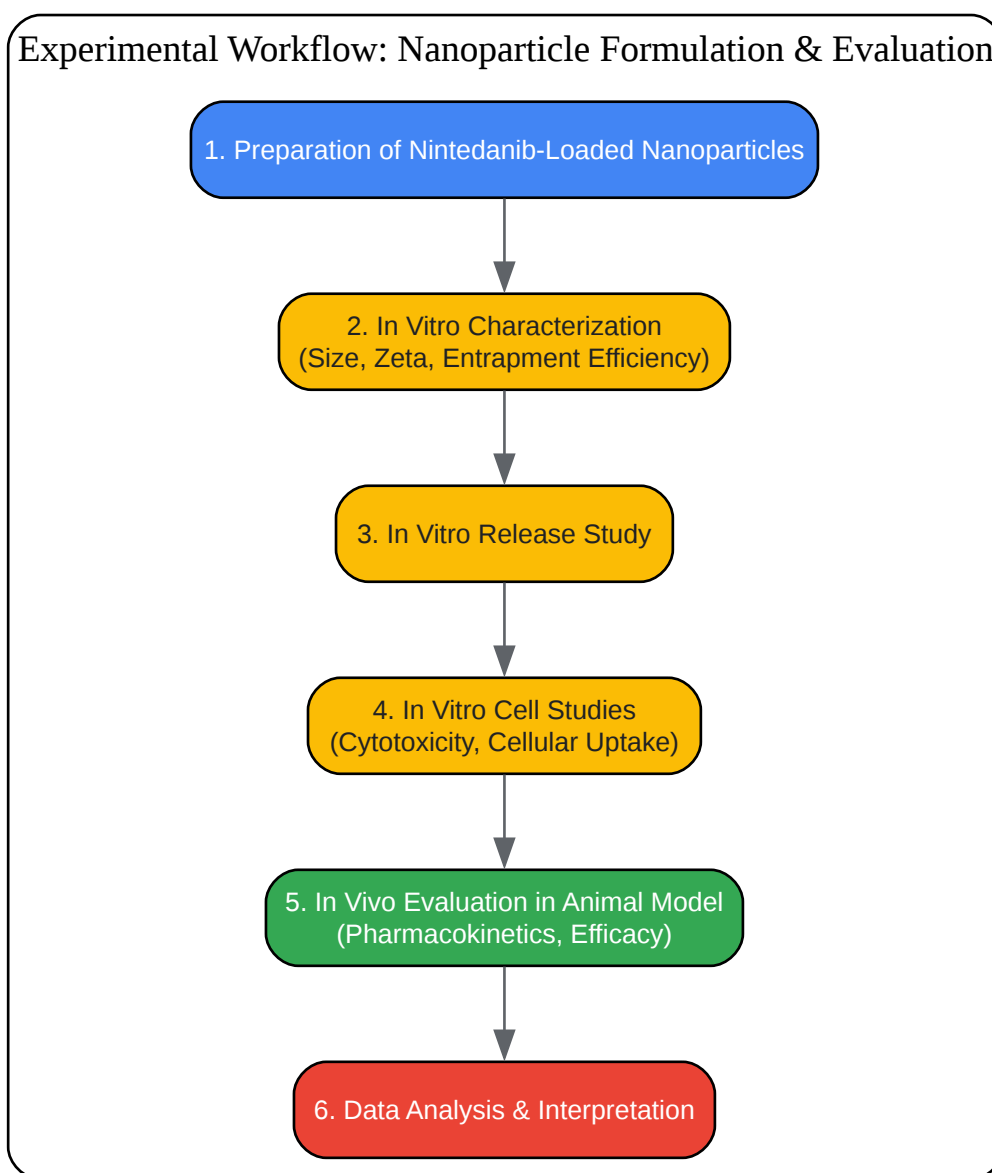 Experimental Workflow: Nanoparticle Formulation & Evaluation
1. Preparation of Nintedanib-Loaded Nanoparticles
2. In Vitro Characterization
(Size, Zeta, Entrapment Efficiency)
3. In Vitro Release Study
4. In Vitro Cell Studies
(Cytotoxicity, Cellular Uptake)
5. In Vivo Evaluation in Animal Model
(Pharmacokinetics, Efficacy)
6. Data Analysis & Interpretation